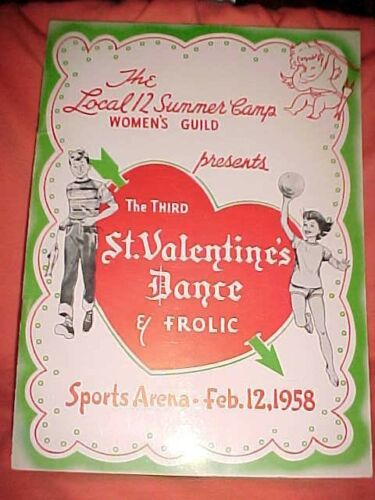 The
Local 12 Summer Camp
WOMEN'S GUILD
presents
The THIRD
St. Valentine's
Dance
& FROLIC
Sports Arena - Feb. 12, 1958